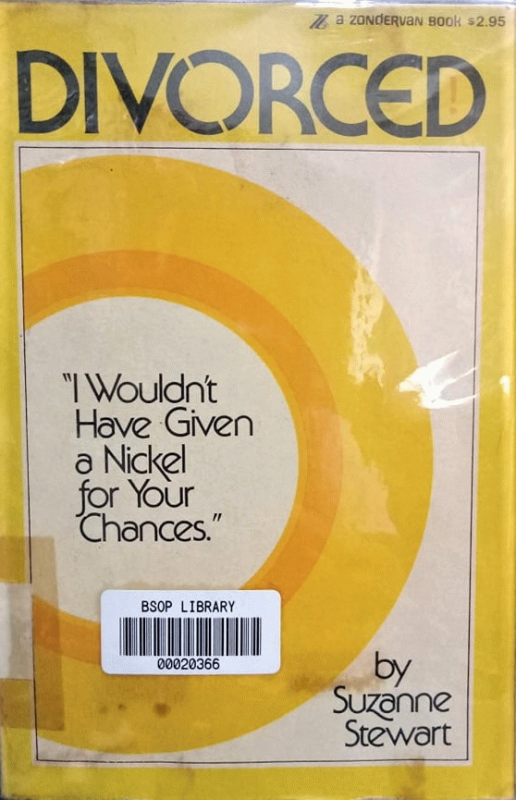 a ZONDERVAN BOOK $2.95
DIVORCED
"I Wouldn't
Have Given
a Nickel
for Your
Chances."
BSOP LIBRARY
00020366
by
Suzanne
Stewart